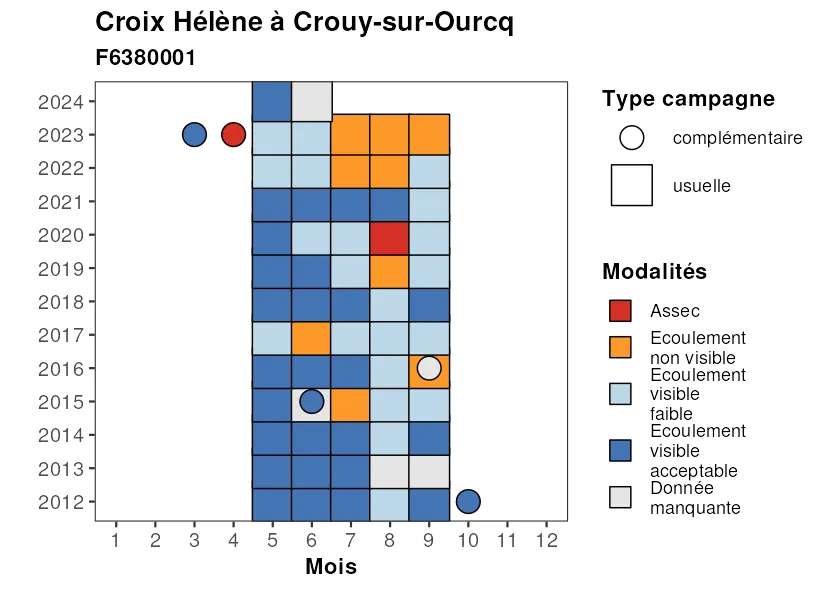 Croix Hélène à Crouy-sur-Ourcq
F6380001
2024
2023
2022
2021
2020
2019
2018
2017
2016
2015
2014
2013
2012
1 2 3 4 5 6 7 8 9 10 11 12
Mois
Type campagne
complémentaire
usuelle
Modalités
Assec
Ecoulement
non visible
Ecoulement
visible
faible
Ecoulement
visible
acceptable
Donnée
manquante